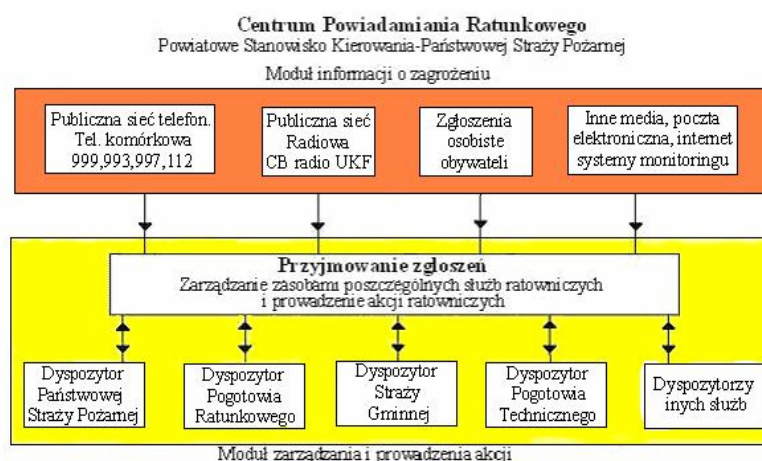 Centrum Powiadamiania Ratunkowego
Powiatowe Stanowisko Kierowania-Państwowej Straży Pożarnej
Moduł informacji o zagrożeniu
Publiczna sieć telefon.
Tel. komórkowa
999,993,997,112
Publiczna sieć
Radiowa
CB radio UKF
Zgłoszenia
osobiste
obywateli
Inne media, poczta
elektroniczna, internet
systemy monitoringu
Przyjmowanie zgłoszeń
Zarządzanie zasobami poszczególnych służb ratowniczych
i prowadzenie akcji ratowniczych
Dyspozytor
Państwowej
Straży Pożarnej
Dyspozytor
Pogotowia
Ratunkowego
Dyspozytor
Straży
Gminnej
Dyspozytor
Pogotowia
Technicznego
Dyspozytorzy
inych służb
Moduł zarządzania i prowadzenia akcji